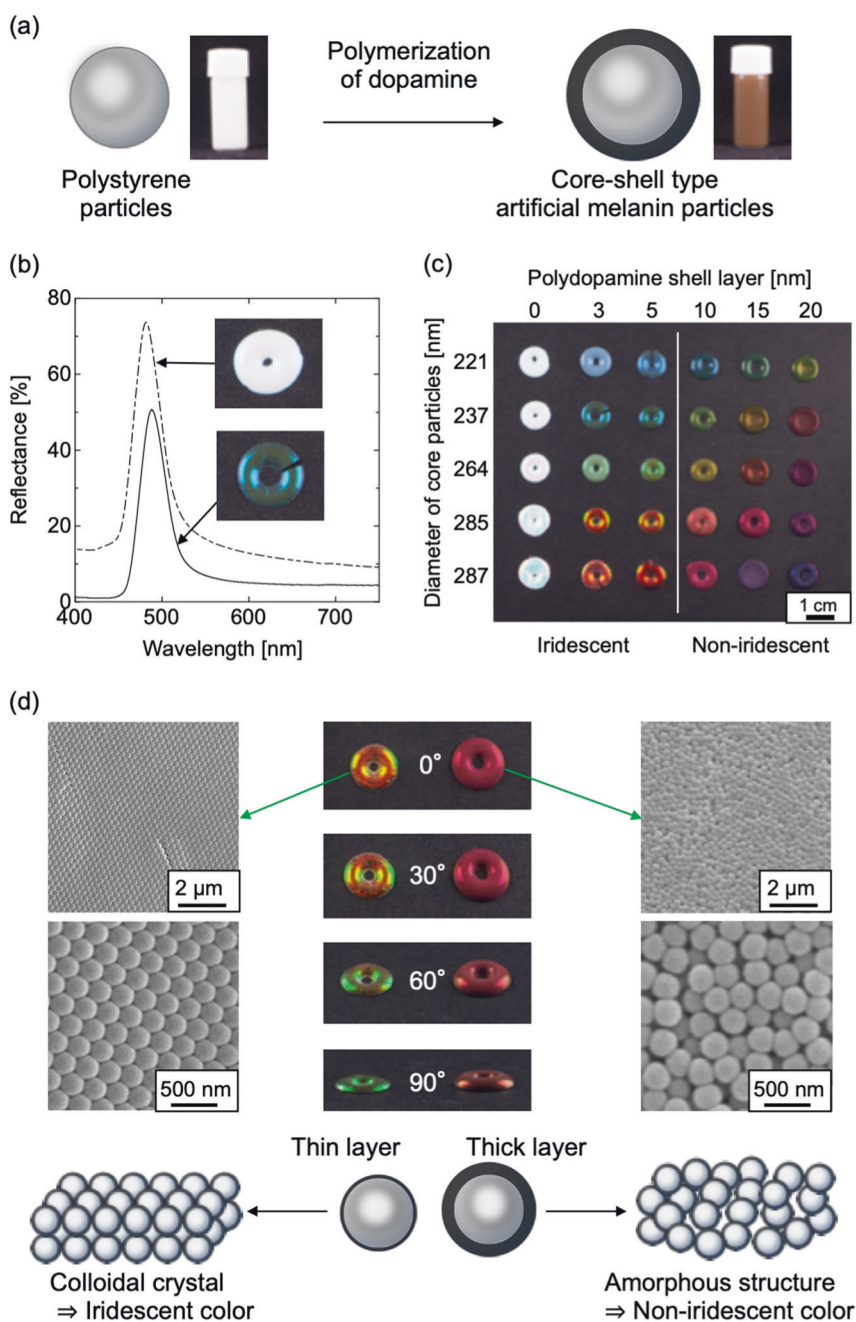 (a)
Polymerization
of dopamine
Polystyrene
particles
Core-shell type
artificial melanin particles
(b)
Reflectance [%]
80
60
40
20
0
400
500
600
700
Wavelength [nm]
(c)
Polydopamine shell layer [nm]
0 3 5 10 15 20
Diameter of core particles [nm]
221
237
264
285
287
1 cm
Iridescent
Non-iridescent
(d)
2 µm
500 nm
0°
30°
60°
90°
2 µm
500 nm
Thin layer
Thick layer
Colloidal crystal
⇒ Iridescent color
Amorphous structure
⇒ Non-iridescent color